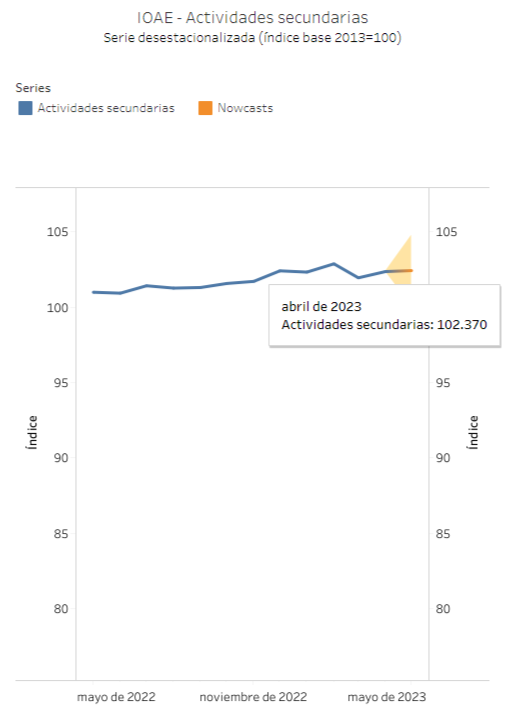 IOAE - Actividades secundarias
Serie desestacionalizada (índice base 2013=100)
Series
Actividades secundarias
Nowcasts
105
105
100
abril de 2023
Actividades secundarias: 102.370
95
95
Índice
Índice
90
90
85
85
80
80
mayo de 2022
noviembre de 2022
mayo de 2023